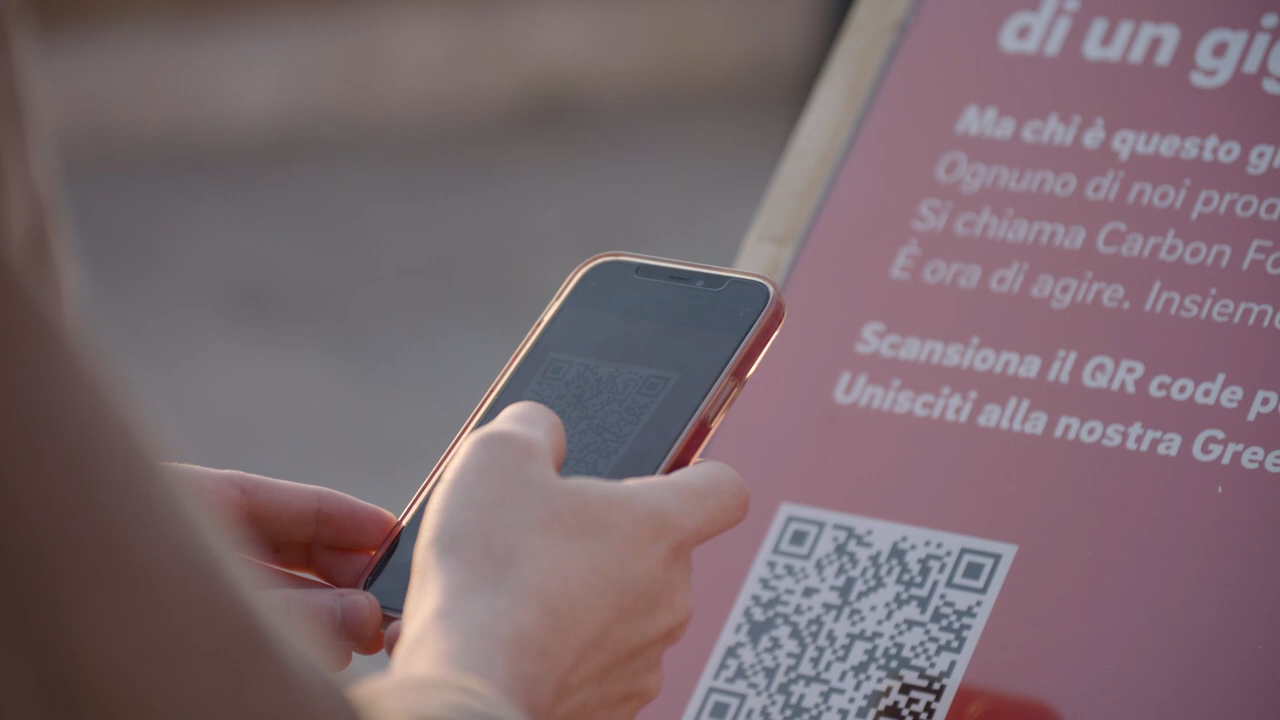 di un gig
Ma chi è questo gi
Ognuno di noi prod
Si chiama Carbon Fo
È ora di agire. Insieme
Scansiona il QR code p
Unisciti alla nostra Gree